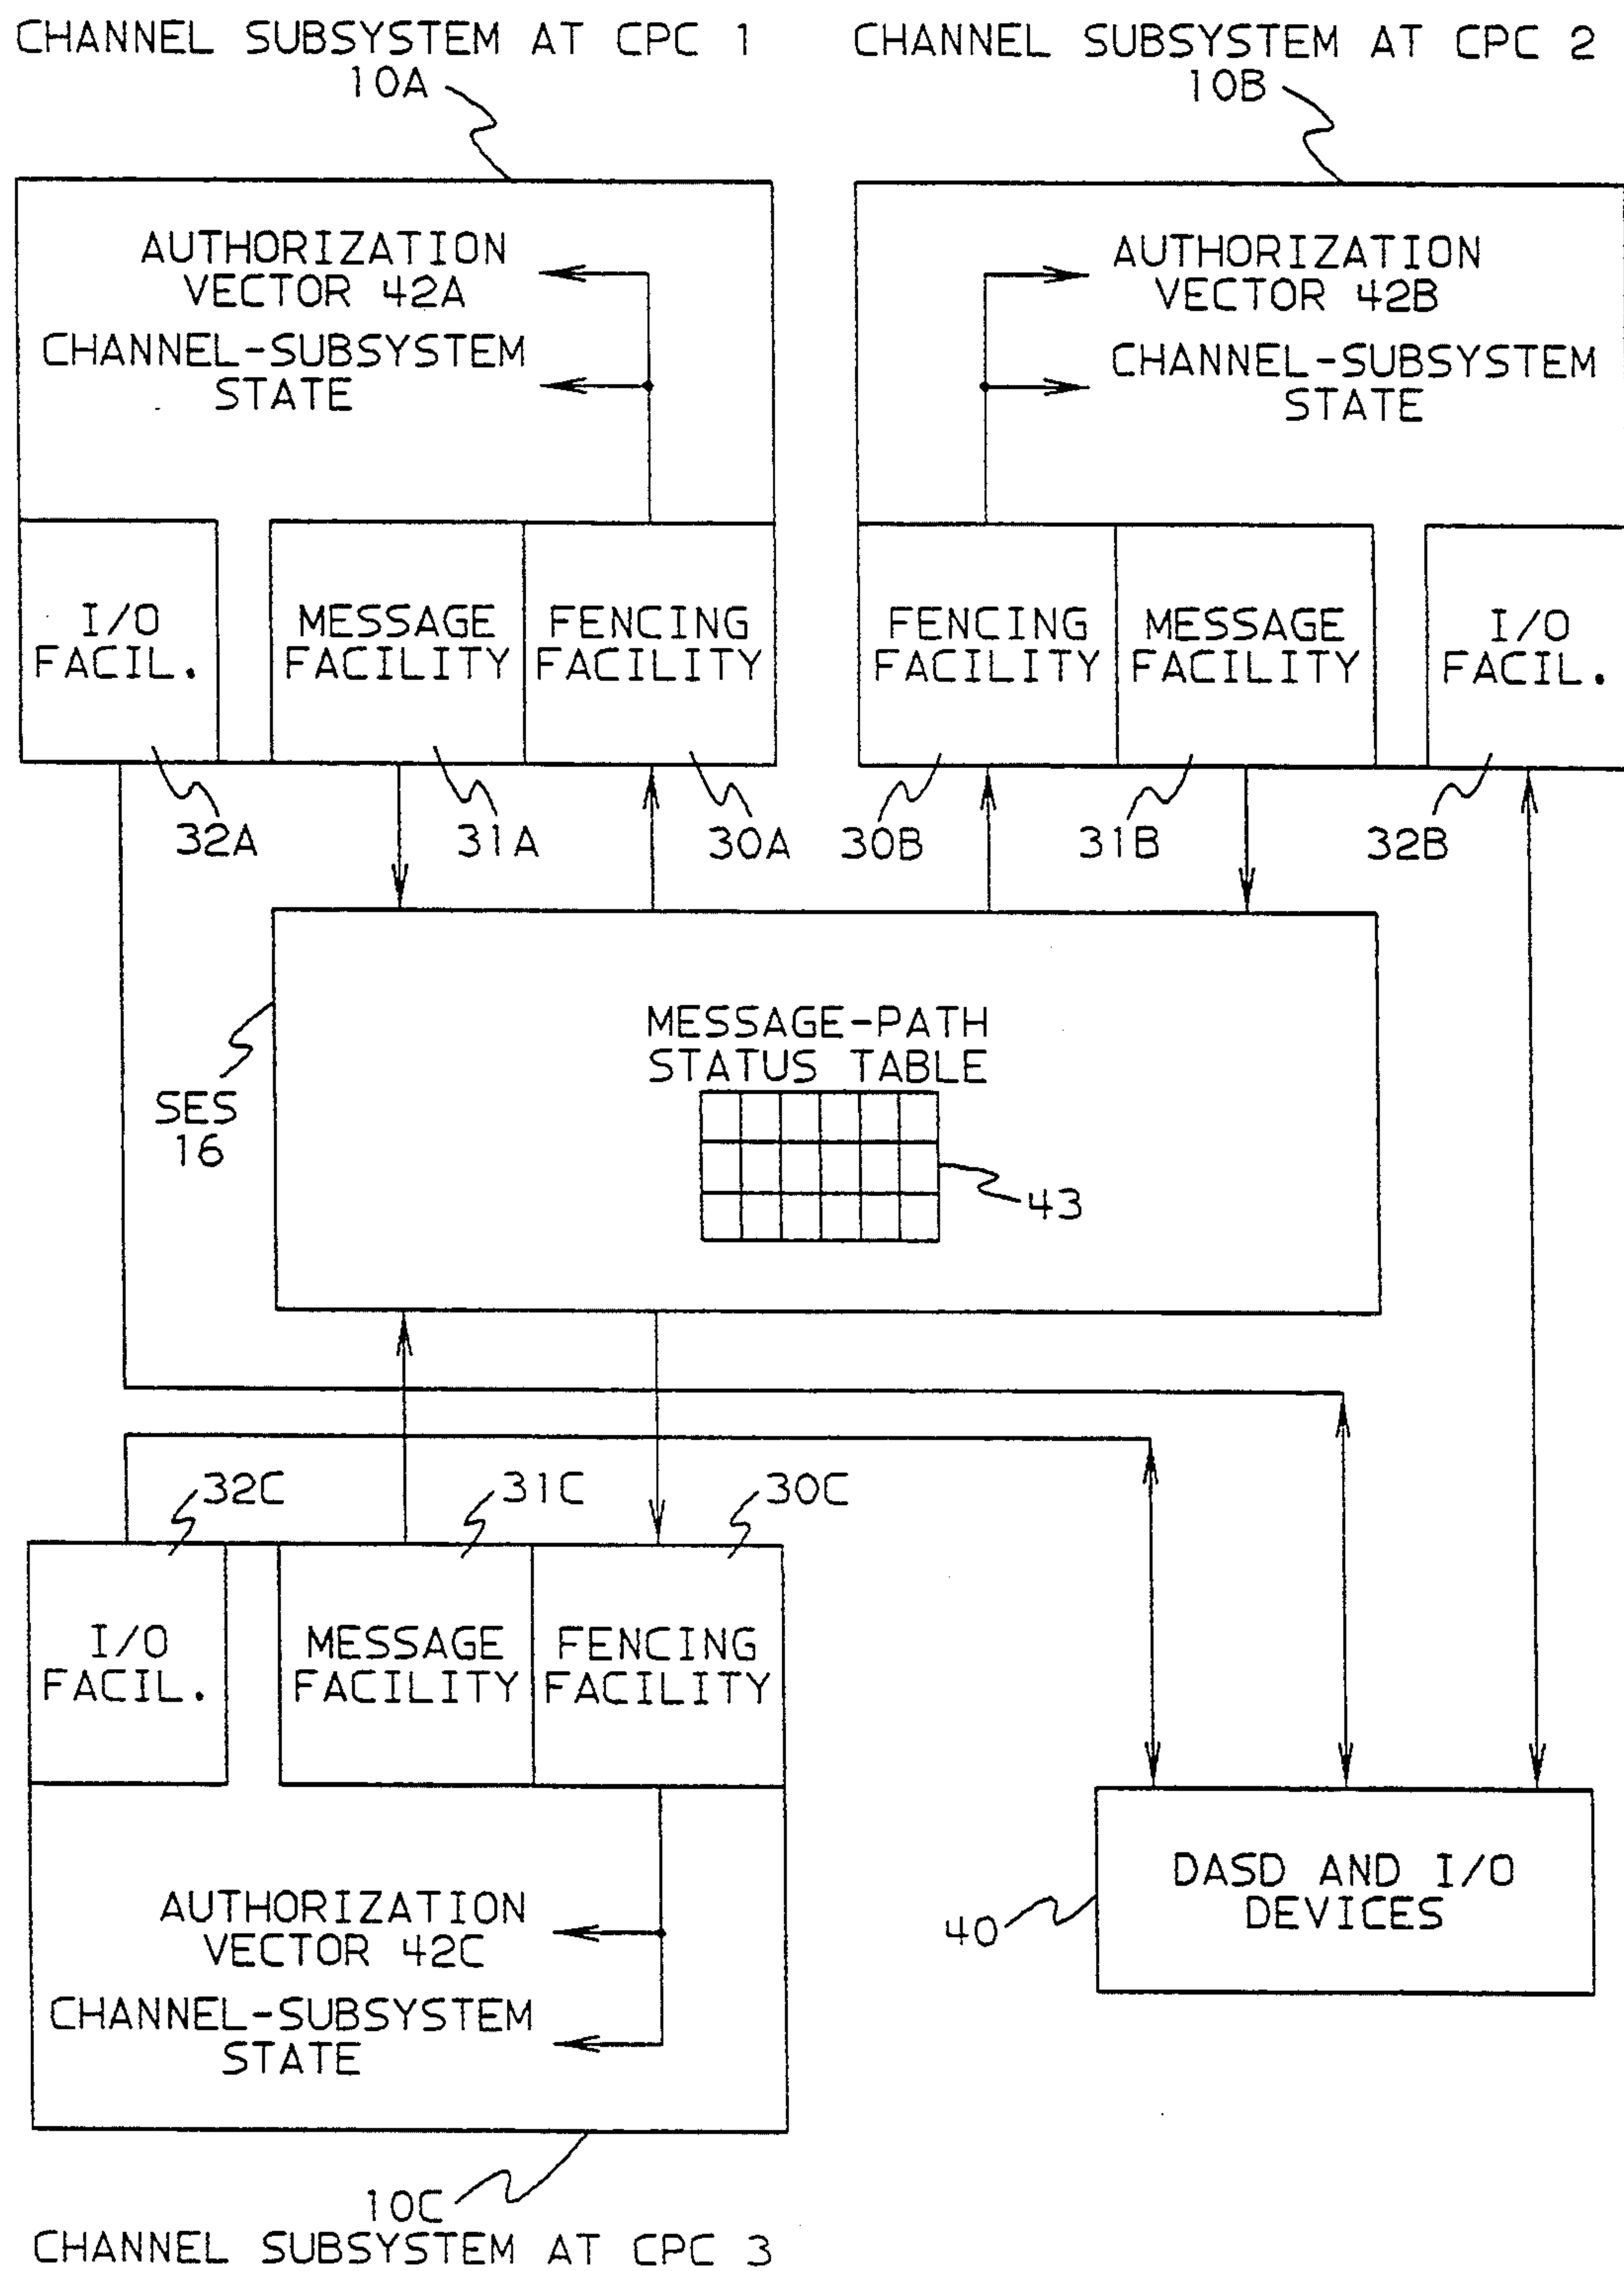 CHANNEL SUBSYSTEM AT CPC 1
10A
CHANNEL SUBSYSTEM AT CPC 2
10B
AUTHORIZATION
VECTOR 42A
CHANNEL-SUBSYSTEM
STATE
AUTHORIZATION
VECTOR 42B
CHANNEL-SUBSYSTEM
STATE
I/O
FACIL.
MESSAGE
FACILITY
FENCING
FACILITY
FENCING
FACILITY
MESSAGE
FACILITY
I/O
FACIL.
32A
31A
30A
30B
31B
32B
MESSAGE-PATH
STATUS TABLE
SES
16
43
32C
31C
30C
I/O
FACIL.
MESSAGE
FACILITY
FENCING
FACILITY
AUTHORIZATION
VECTOR 42C
CHANNEL-SUBSYSTEM
STATE
DASD AND I/O
DEVICES
40
10C
CHANNEL SUBSYSTEM AT CPC 3